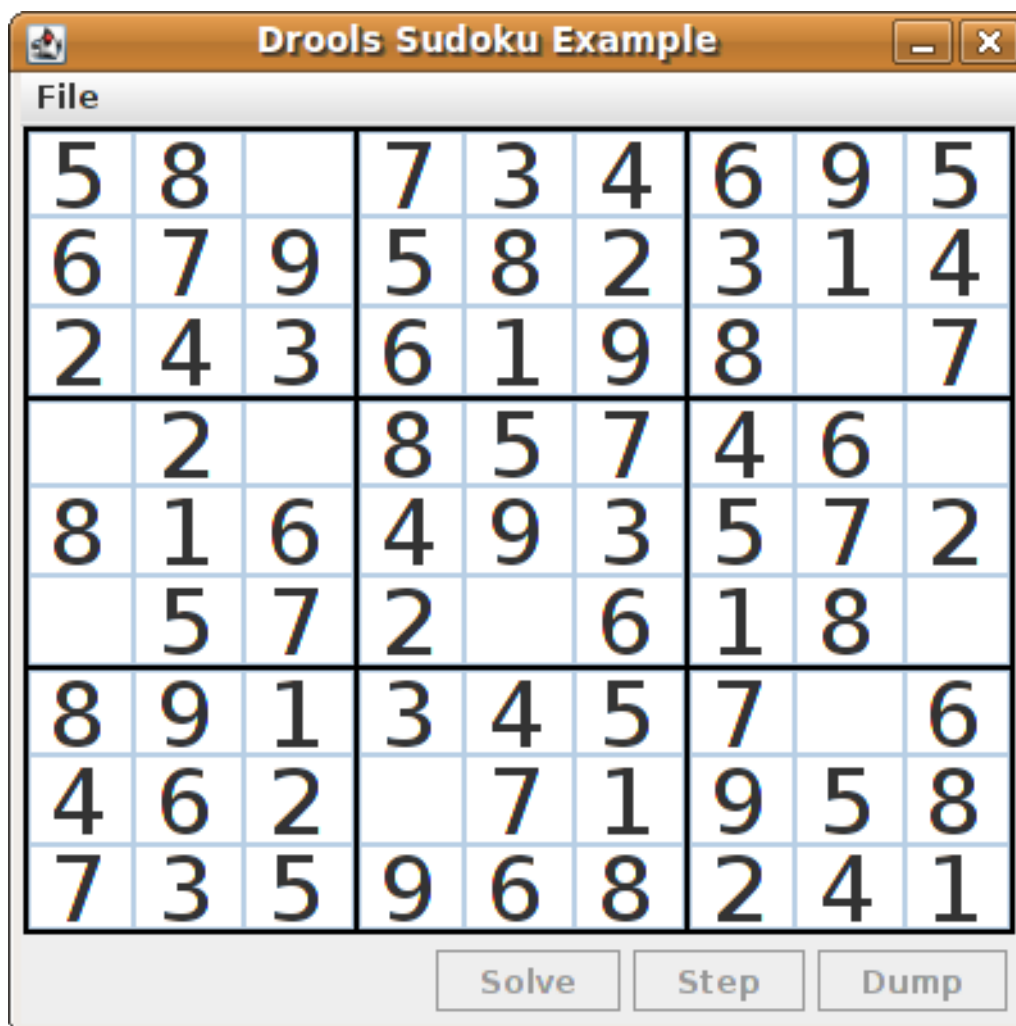 Drools Sudoku Example
File
5 8 7 3 4 6 9 5
6 7 9 5 8 2 3 1 4
2 4 3 6 1 9 8 7
2 8 5 7 4 6
8 1 6 4 9 3 5 7 2
5 7 2 6 1 8
8 9 1 3 4 5 7 6
4 6 2 7 1 9 5 8
7 3 5 9 6 8 2 4 1
Solve Step Dump